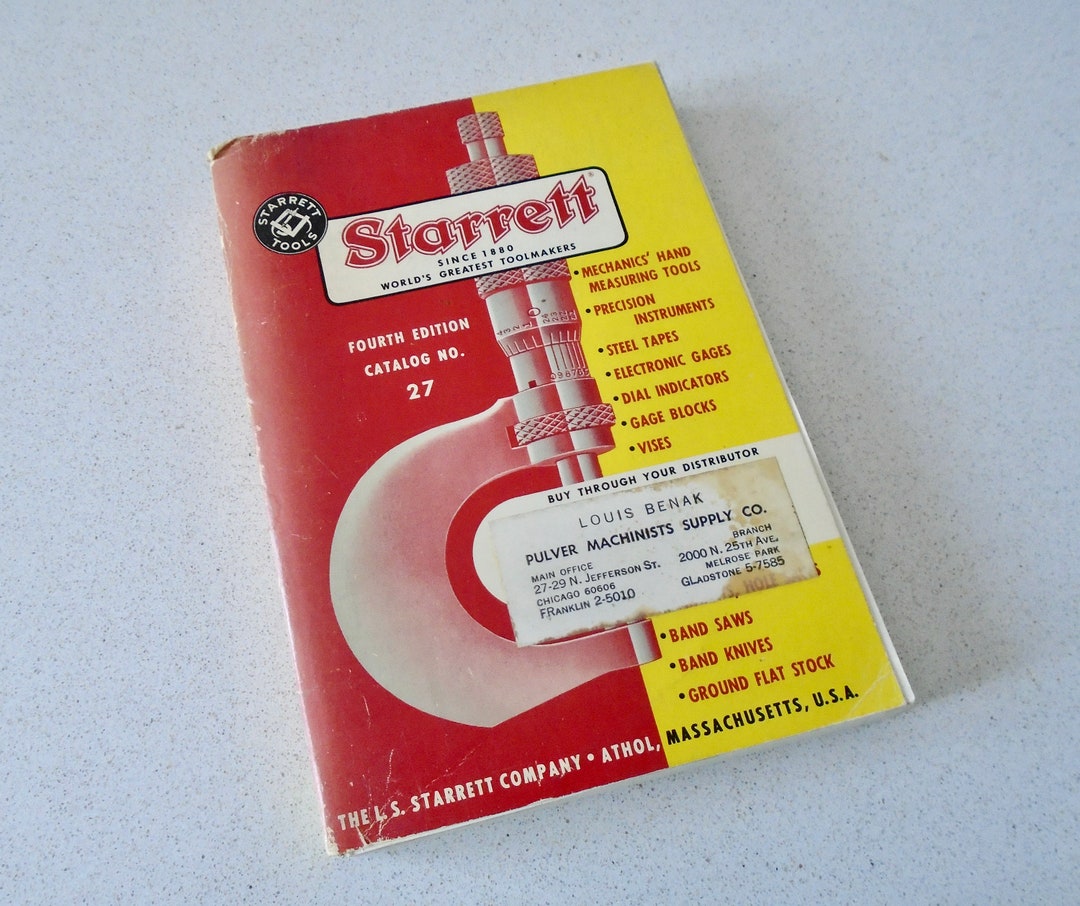 STARRETT
TOOLS
Starrett®
SINCE 1880
WORLD'S GREATEST TOOLMAKERS
FOURTH EDITION
CATALOG NO.
27
• MECHANICS' HAND
MEASURING TOOLS
• PRECISION
INSTRUMENTS
• STEEL TAPES
• ELECTRONIC GAGES
• DIAL INDICATORS
• GAGE BLOCKS
• VISES
BUY THROUGH YOUR DISTRIBUTOR
LOUIS BENAK
PULVER MACHINISTS SUPPLY CO.
MAIN OFFICE
27-29 N. JEFFERSON ST.
CHICAGO 60606
FRANKLIN 2-5010
BRANCH
2000 N. 25TH AVE.
MELROSE PARK
GLADSTONE 5-7585
HOLE
• BAND SAWS
• BAND KNIVES
• GROUND FLAT STOCK
THE L. S. STARRETT COMPANY • ATHOL, MASSACHUSETTS, U.S.A.